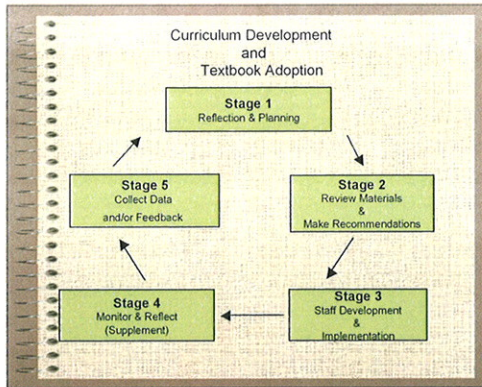 Curriculum Development
and
Textbook Adoption
Stage 1
Reflection & Planning
Stage 2
Review Materials
&
Make Recommendations
Stage 3
Staff Development
&
Implementation
Stage 4
Monitor & Reflect
(Supplement)
Stage 5
Collect Data
and/or Feedback